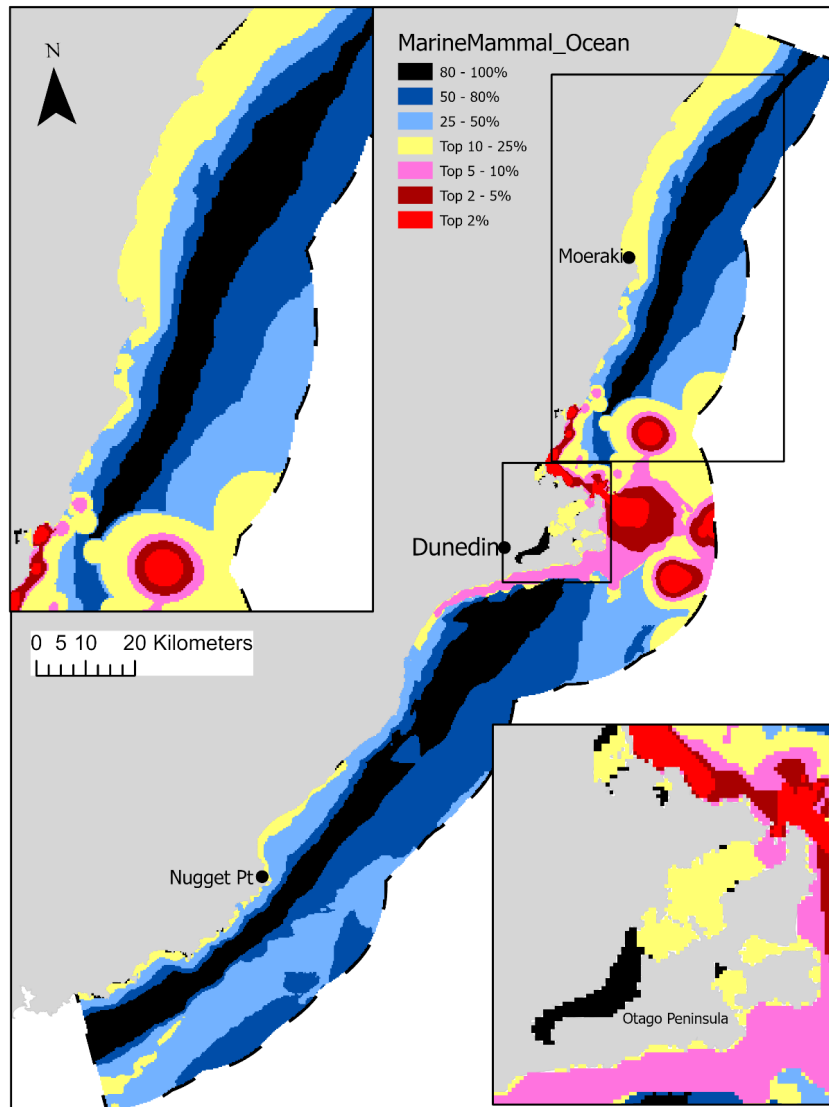 N
MarineMammal_Ocean
80 - 100%
50 - 80%
25 - 50%
Top 10 - 25%
Top 5 - 10%
Top 2 - 5%
Top 2%
Moeraki
Dunedin
0 5 10 20 Kilometers
Nugget Pt
Otago Peninsula